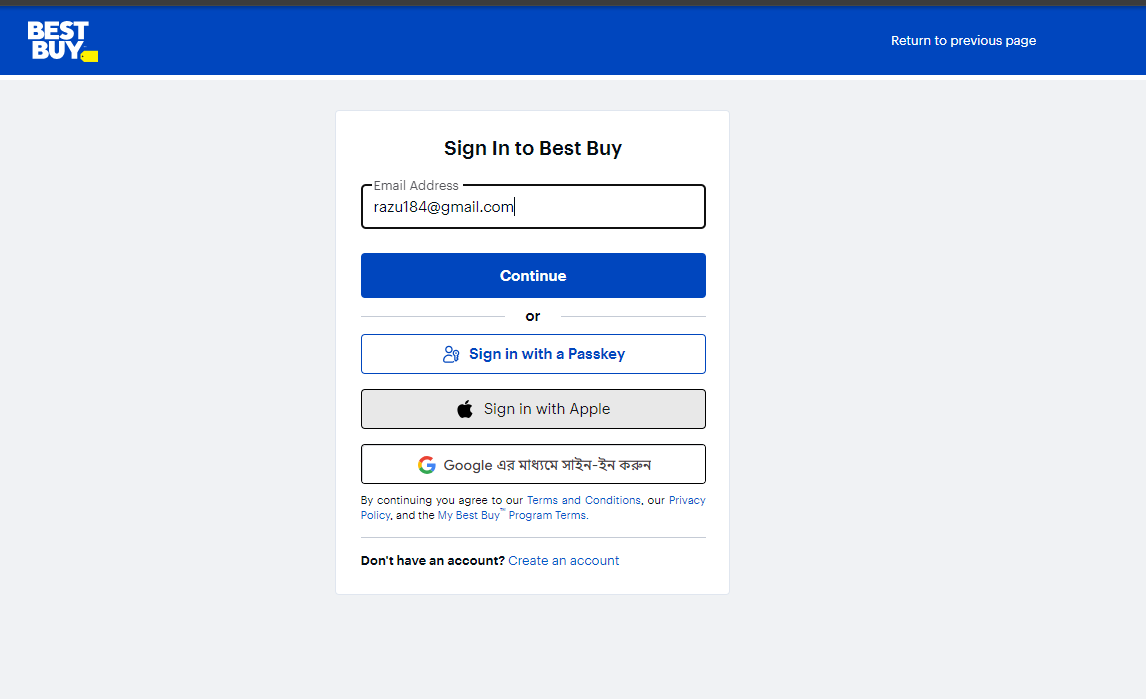 BEST
BUY
Return to previous page
Sign In to Best Buy
Email Address
razu184@gmail.com
Continue
or
Sign in with a Passkey
Sign in with Apple
Google এর মাধ্যমে সাইন-ইন করুন
By continuing you agree to our Terms and Conditions, our Privacy
Policy, and the My Best Buy™ Program Terms.
Don't have an account? Create an account